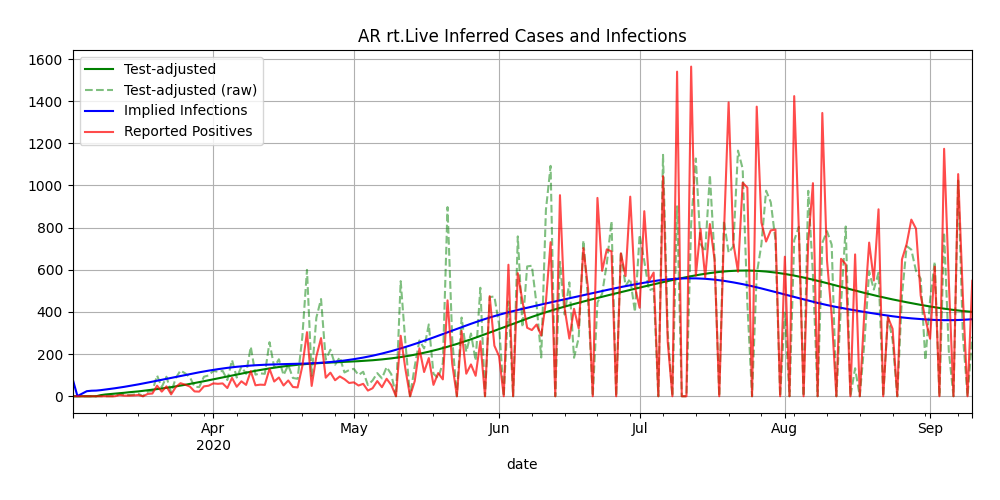 AR rt.Live Inferred Cases and Infections
1600
1400
1200
1000
800
600
400
200
0
Test-adjusted
Test-adjusted (raw)
Implied Infections
Reported Positives
Apr
2020
May
Jun
Jul
Aug
Sep
date